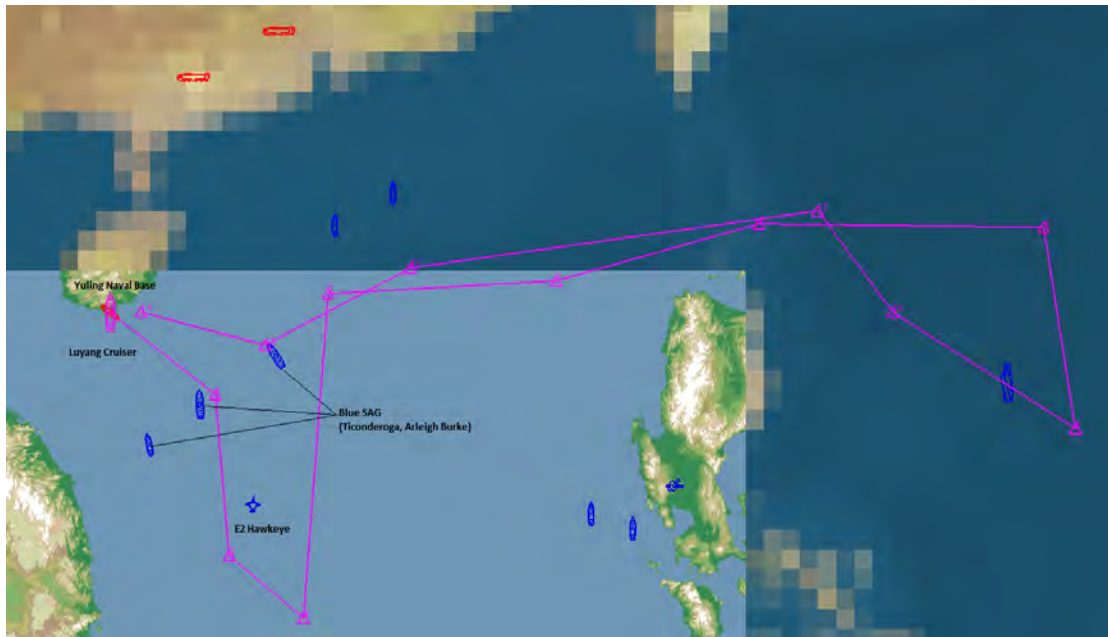 Yuling Naval Base
Luyang Cruiser
Blue SAG
(Ticonderoga, Arleigh Burke)
E2 Hawkeye